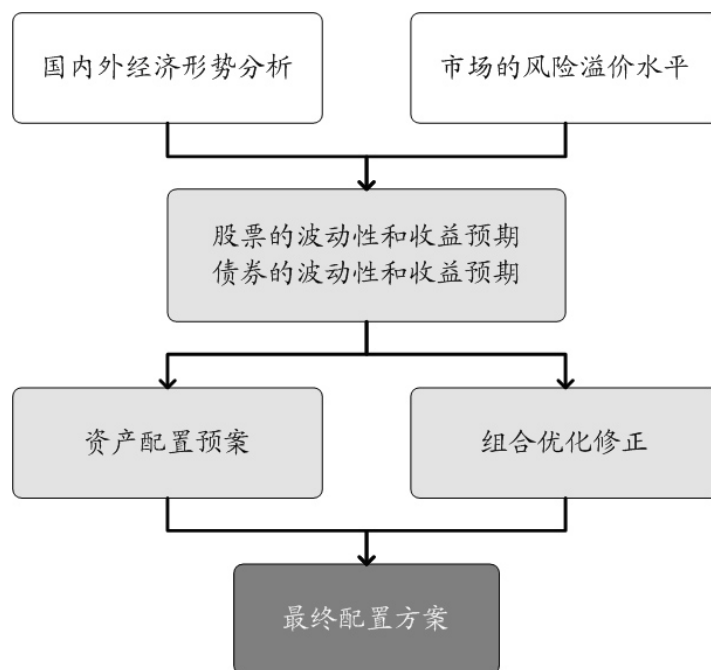 国内外经济形势分析
市场的风险溢价水平
股票的波动性和收益预期
债券的波动性和收益预期
资产配置预案
组合优化修正
最终配置方案